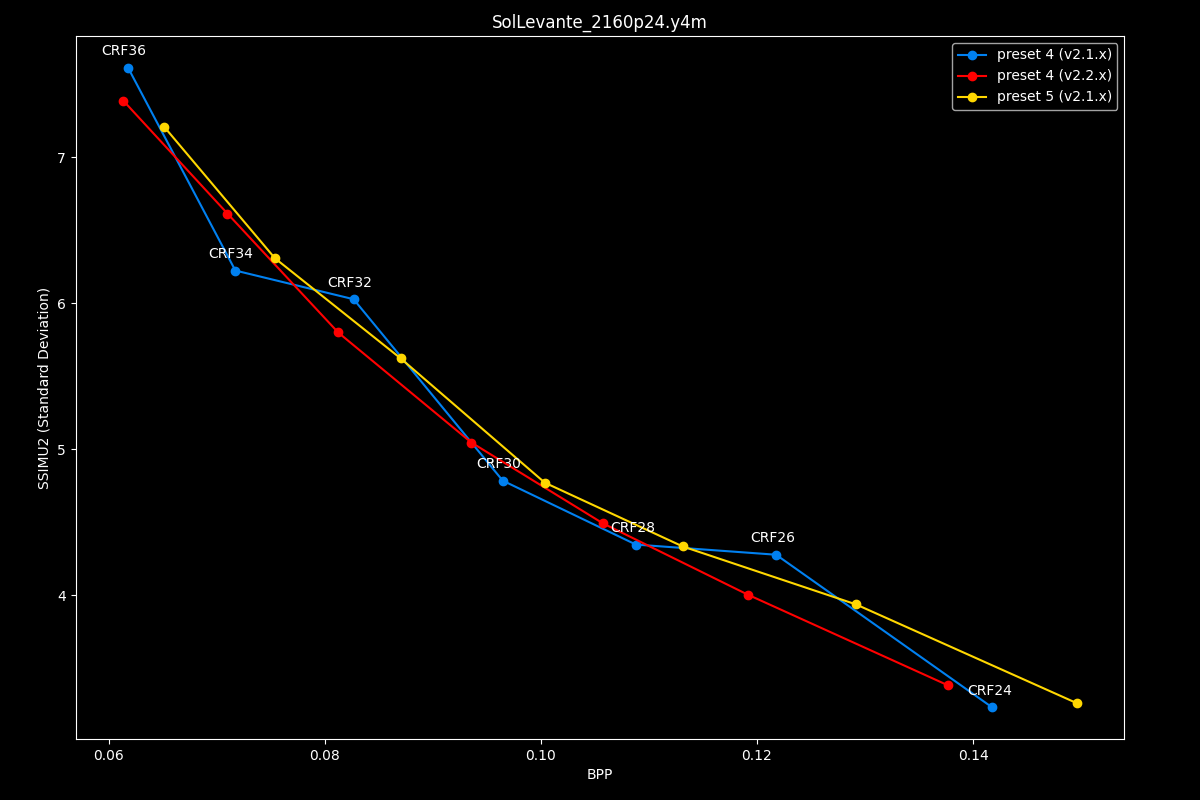 SolLevante_2160p24.y4m
preset 4 (v2.1.x)
preset 4 (v2.2.x)
preset 5 (v2.1.x)
CRF36
CRF34
CRF32
CRF30
CRF28
CRF26
CRF24
SSIMU2 (Standard Deviation)
7
6
5
4
0.06 0.08 0.10 0.12 0.14
BPP